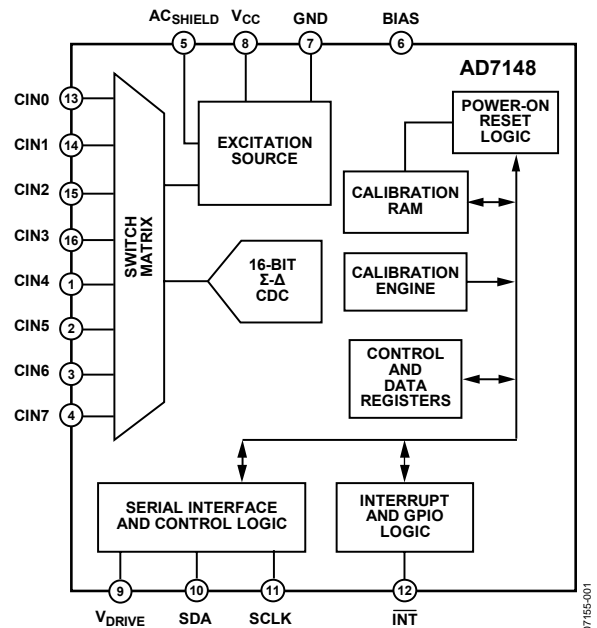 ACSHIELD VCC GND BIAS
5 8 7 6
AD7148
CIN0 13
CIN1 14
CIN2 15
CIN3 16
CIN4 1
CIN5 2
CIN6 3
CIN7 4
SWITCH
MATRIX
EXCITATION
SOURCE
16-BIT
Σ-Δ
CDC
POWER-ON
RESET
LOGIC
CALIBRATION
RAM
CALIBRATION
ENGINE
CONTROL
AND
DATA
REGISTERS
SERIAL INTERFACE
AND CONTROL LOGIC
INTERRUPT
AND GPIO
LOGIC
9 10 11 12
VDRIVE SDA SCLK INT
07155-001